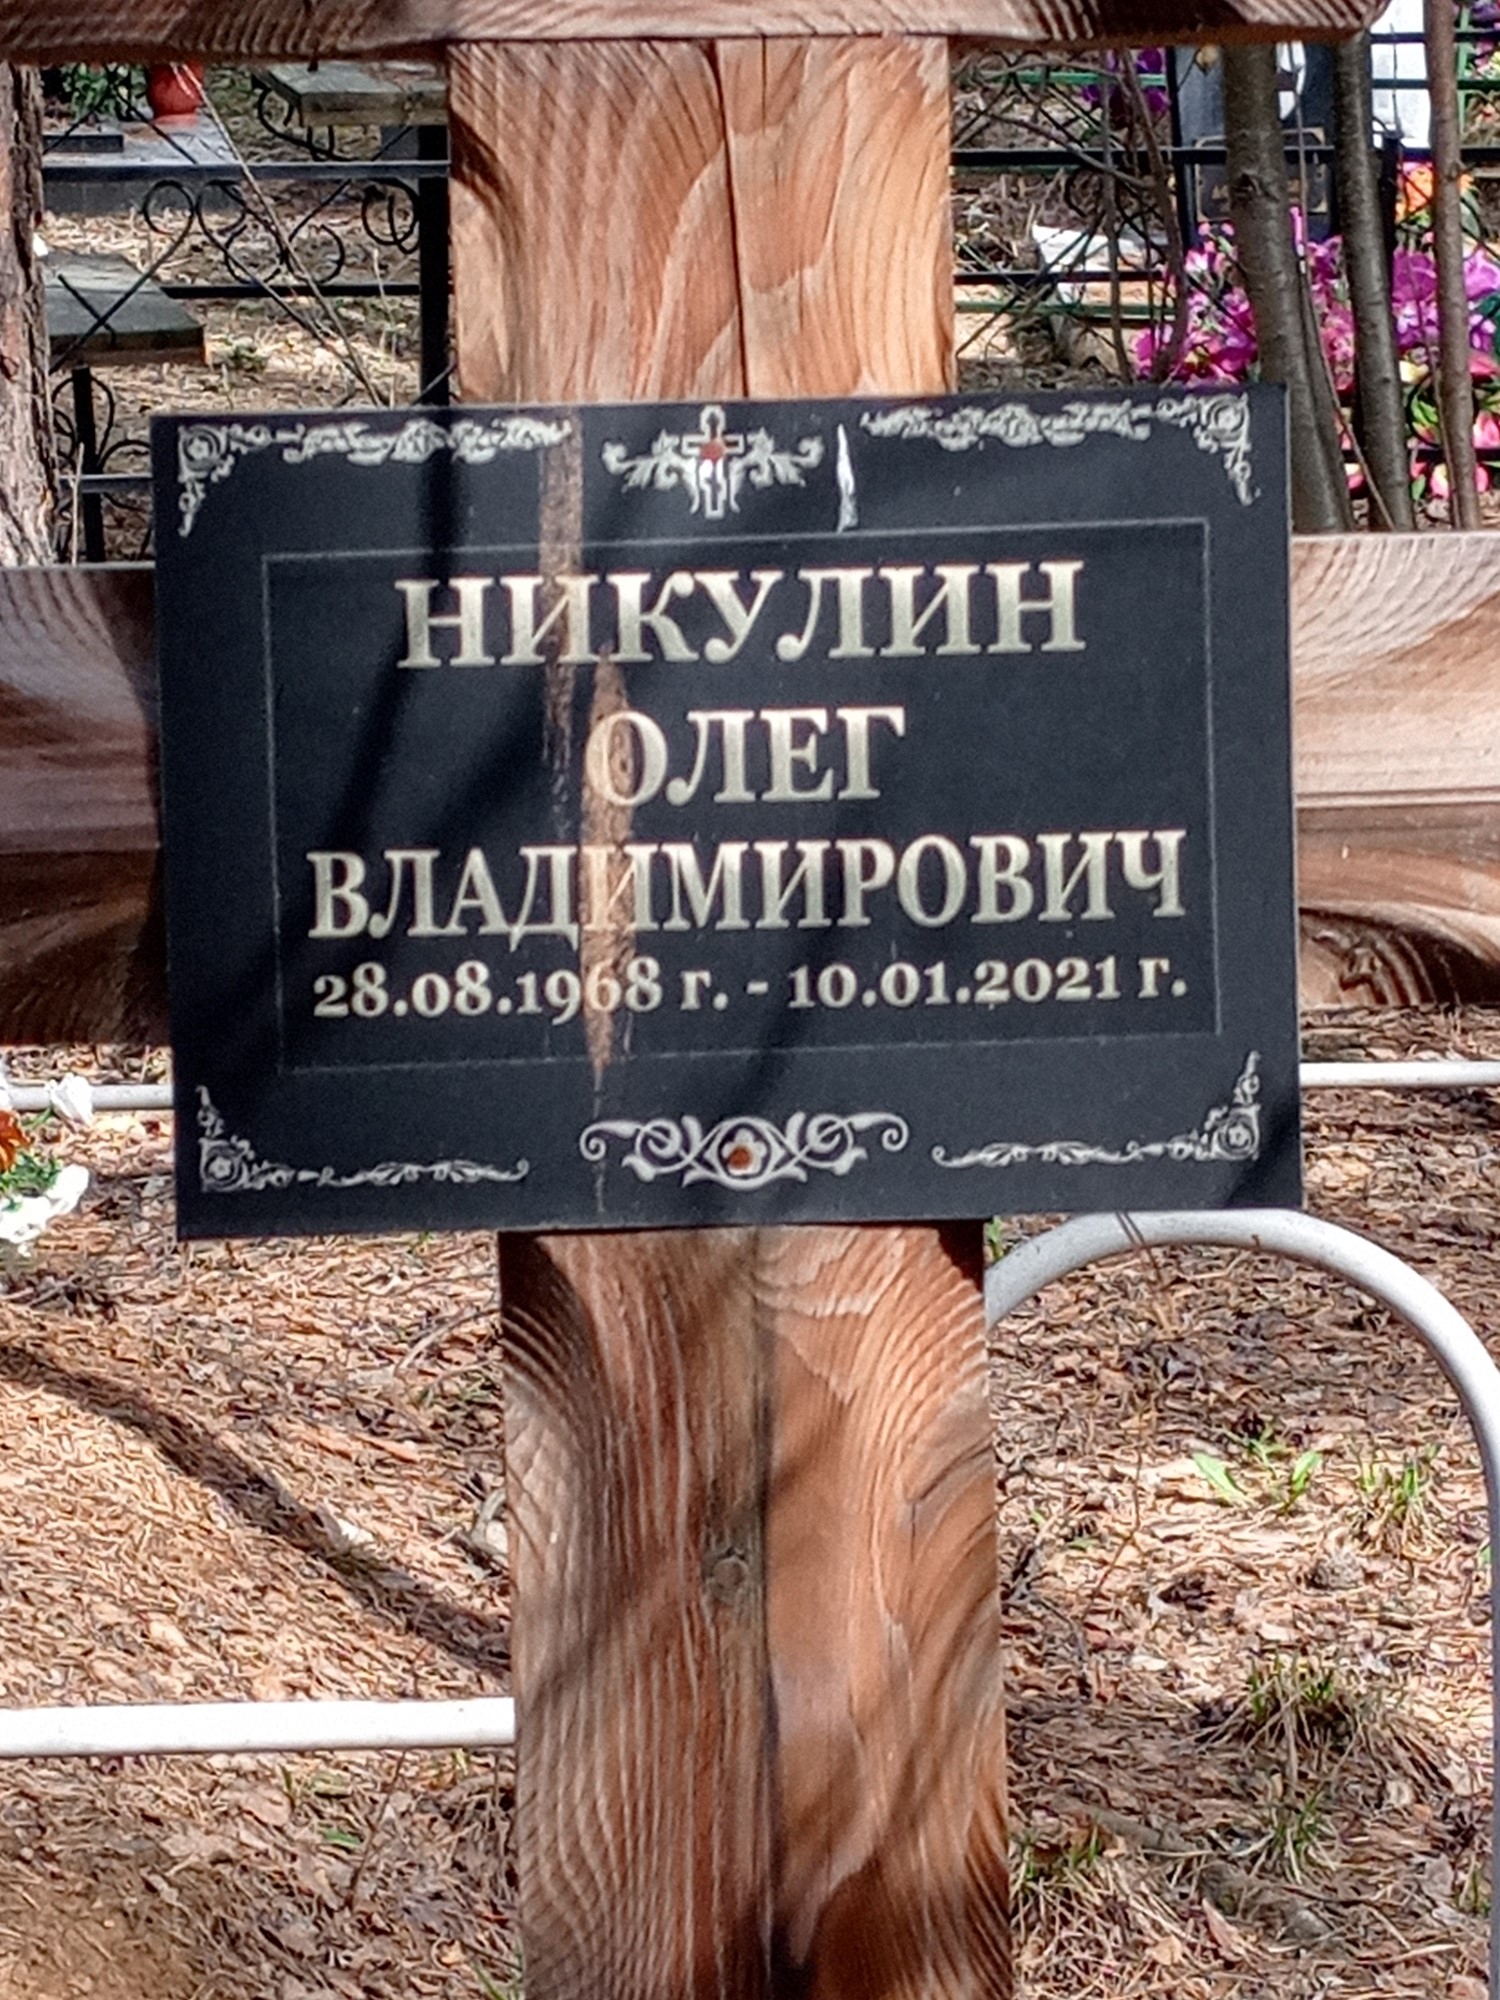 НИКУЛИН
ОЛЕГ
ВЛАДИМИРОВИЧ
28.08.1968 г. - 10.01.2021 г.